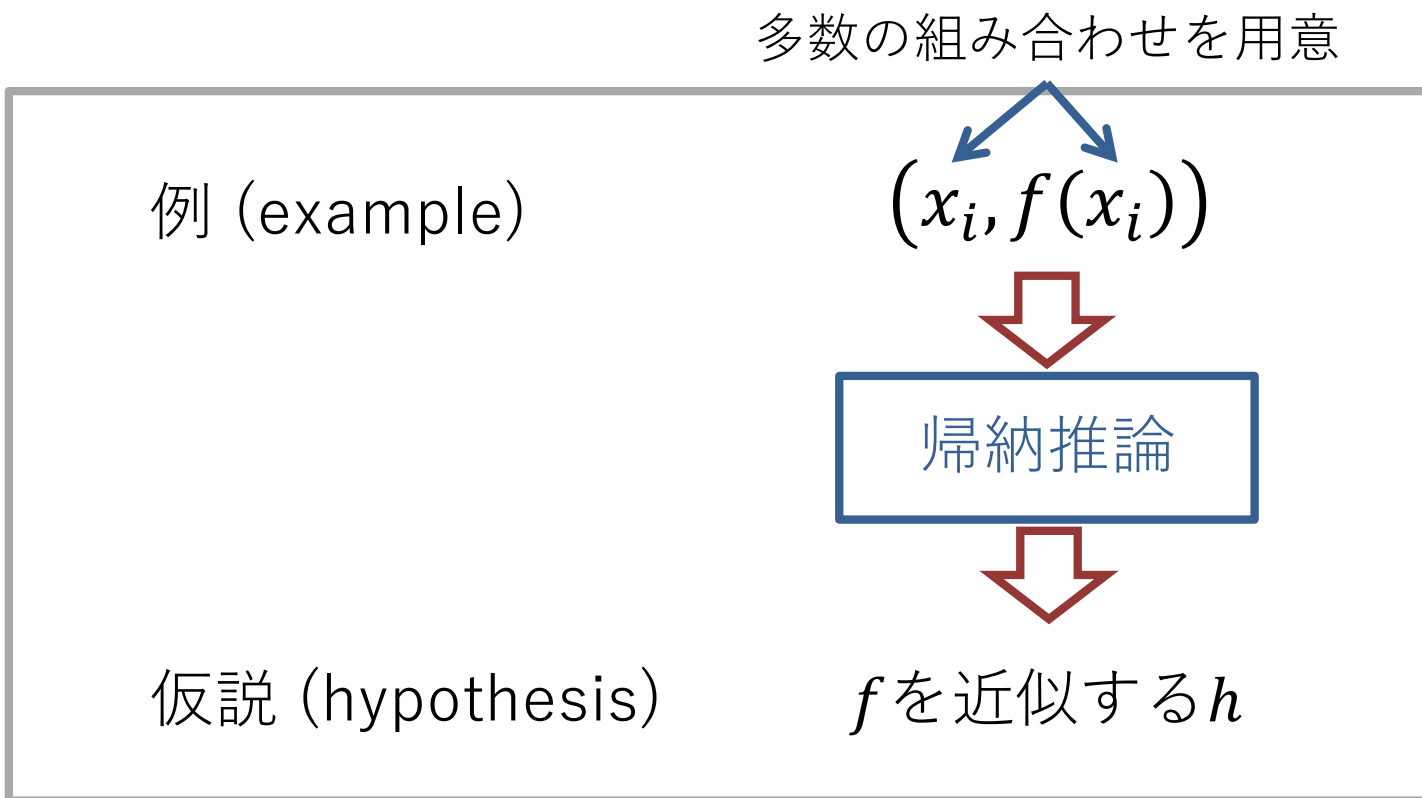 多数の組み合わせを用意
例 (example) (x_i, f(x_i))
帰納推論
仮説 (hypothesis) fを近似するh